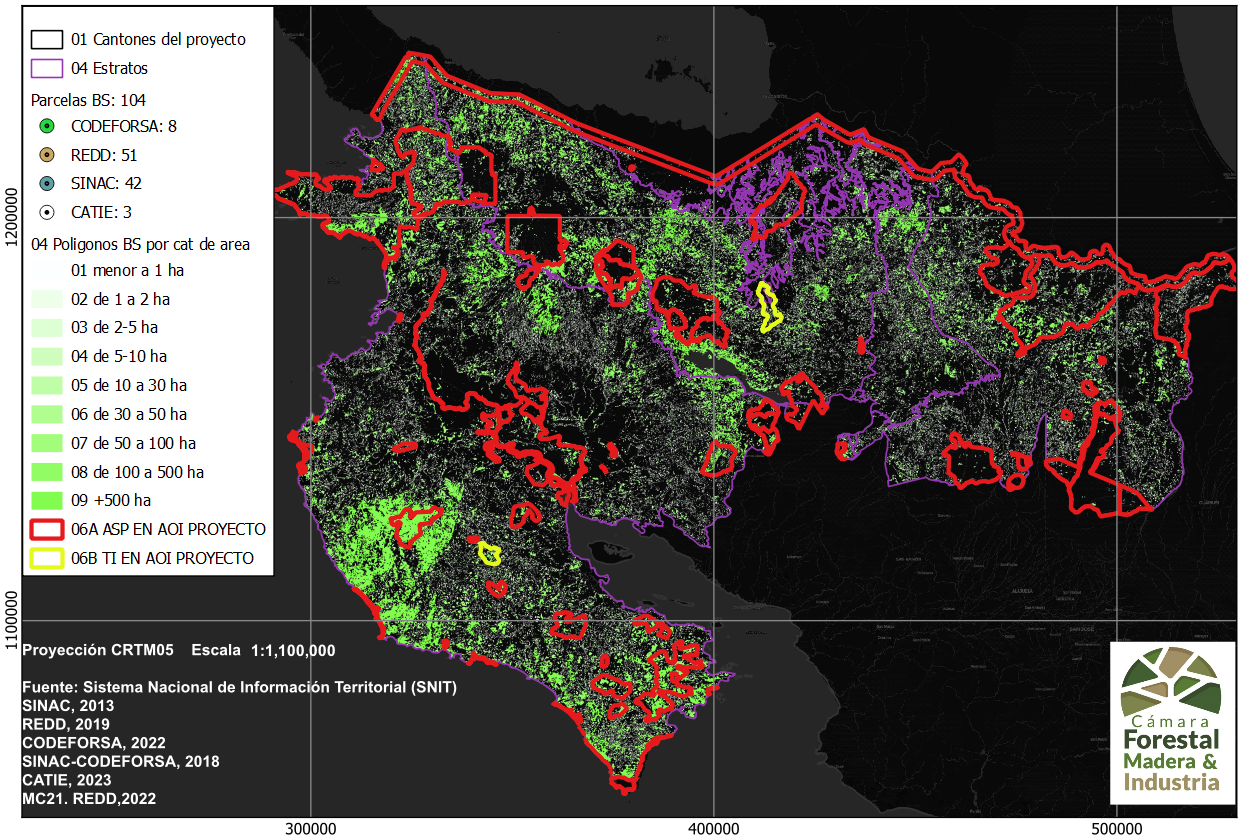 01 Cantones del proyecto
04 Estratos
Parcelas BS: 104
CODEFORSA: 8
REDD: 51
SINAC: 42
CATIE: 3
04 Poligonos BS por cat de area
01 menor a 1 ha
02 de 1 a 2 ha
03 de 2-5 ha
04 de 5-10 ha
05 de 10 a 30 ha
06 de 30 a 50 ha
07 de 50 a 100 ha
08 de 100 a 500 ha
09 +500 ha
06A ASP EN AOI PROYECTO
06B TI EN AOI PROYECTO
1200000
1100000
Proyección CRTM05 Escala 1:1,100,000
Fuente: Sistema Nacional de Información Territorial (SNIT)
SINAC, 2013
REDD, 2019
CODEFORSA, 2022
SINAC-CODEFORSA, 2018
CATIE, 2023
MC21. REDD,2022
Cámara
Forestal
Madera &
Industria
300000
400000
500000